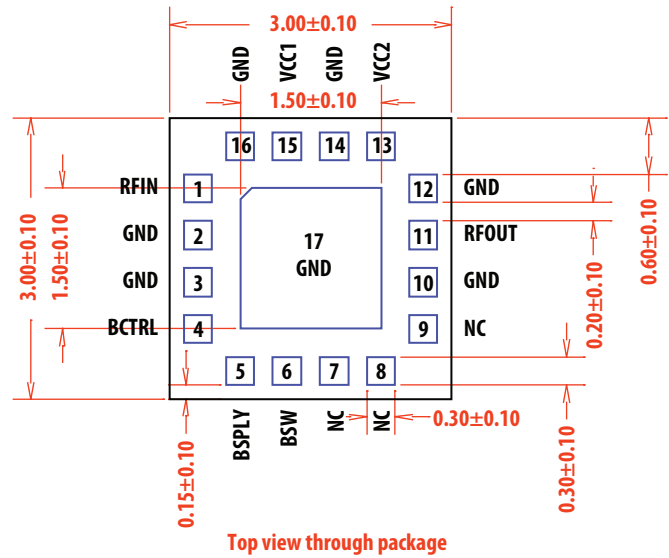 3.00±0.10
GND
VCC1
GND
VCC2
1.50±0.10
16
15
14
13
RFIN
1
12
GND
GND
2
17
GND
11
RFOUT
GND
3
10
GND
BCTRL
4
9
NC
3.00±0.10
1.50±0.10
0.60±0.10
0.20±0.10
5
6
7
8
BSPLY
BSW
NC
NC
0.30±0.10
0.30±0.10
0.15±0.10
Top view through package